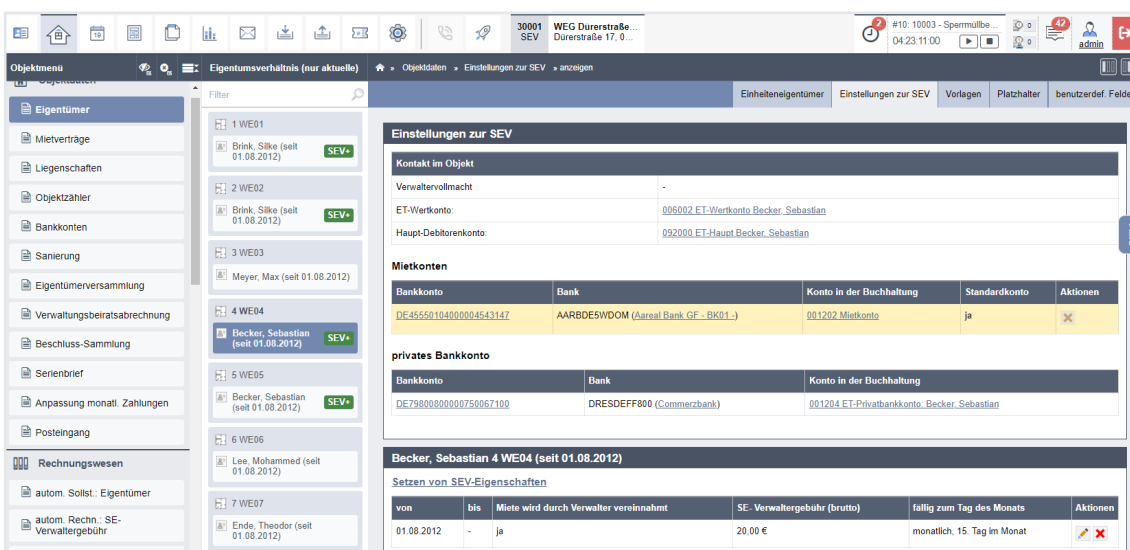 19
30001
SEV
WEG Dürerstraße...
Dürerstraße 17, 0...
2
#10: 10003 - Sperrmüllbe...
04:23:11:00
0
0
42
admin
Objektmenü
Eigentumsverhältnis (nur aktuelle)
» Objektdaten » Einstellungen zur SEV » anzeigen
Objektdaten
Eigentümer
Mietverträge
Liegenschaften
Objektzähler
Bankkonten
Sanierung
Eigentümerversammlung
Verwaltungsbeiratsabrechnung
Beschluss-Sammlung
Serienbrief
Anpassung monatl. Zahlungen
Posteingang
Rechnungswesen
autom. Sollst.: Eigentümer
autom. Rechn.: SE-
Verwaltergebühr
Filter
1 WE01
Brink, Silke (seit
01.08.2012)
SEV+
2 WE02
Brink, Silke (seit
01.08.2012)
SEV+
3 WE03
Meyer, Max (seit 01.08.2012)
4 WE04
Becker, Sebastian
(seit 01.08.2012)
SEV+
5 WE05
Becker, Sebastian
(seit 01.08.2012)
SEV+
6 WE06
Lee, Mohammed (seit
01.08.2012)
7 WE07
Ende, Theodor (seit
01.08.2012)
Einheiteneigentümer
Einstellungen zur SEV
Vorlagen
Platzhalter
benutzerdef. Felde
Einstellungen zur SEV
Kontakt im Objekt
Verwaltervollmacht -
ET-Wertkonto: 006002 ET-Wertkonto Becker, Sebastian
Haupt-Debitorenkonto: 092000 ET-Haupt Becker, Sebastian
Mietkonten
Bankkonto Bank Konto in der Buchhaltung Standardkonto Aktionen
DE45550104000004543147 AARBDE5WDOM (Aareal Bank GF - BK01 -) 001202 Mietkonto ja
privates Bankkonto
Bankkonto Bank Konto in der Buchhaltung
DE79800800000750067100 DRESDEFF800 (Commerzbank) 001204 ET-Privatbankkonto: Becker, Sebastian
Becker, Sebastian 4 WE04 (seit 01.08.2012)
Setzen von SEV-Eigenschaften
von bis Miete wird durch Verwalter vereinnahmt SE- Verwaltergebühr (brutto) fällig zum Tag des Monats Aktionen
01.08.2012 - ja 20,00 € monatlich, 15. Tag im Monat